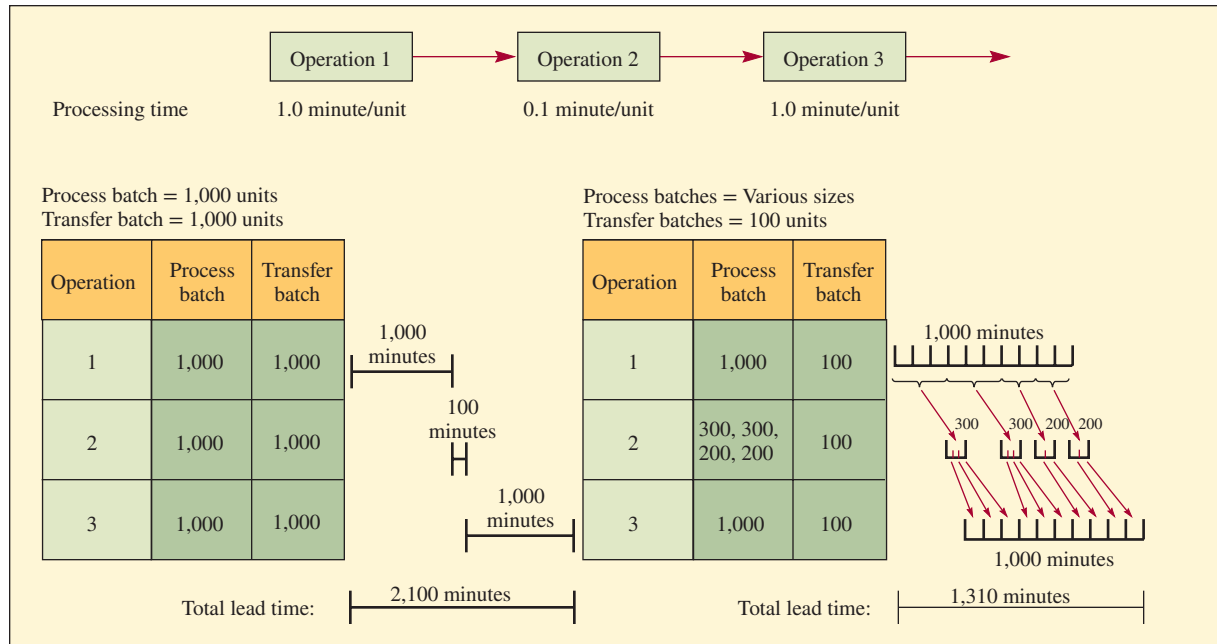 Operation 1
Operation 2
Operation 3
Processing time
1.0 minute/unit
0.1 minute/unit
1.0 minute/unit
Process batch = 1,000 units
Transfer batch = 1,000 units
Operation
Process
batch
Transfer
batch
1
1,000
1,000
1,000
minutes
2
1,000
1,000
100
minutes
3
1,000
1,000
1,000
minutes
Total lead time:
2,100 minutes
Process batches = Various sizes
Transfer batches = 100 units
Operation
Process
batch
Transfer
batch
1
1,000
100
1,000 minutes
2
300, 300,
200, 200
100
300
300
200
200
3
1,000
100
1,000 minutes
Total lead time:
1,310 minutes